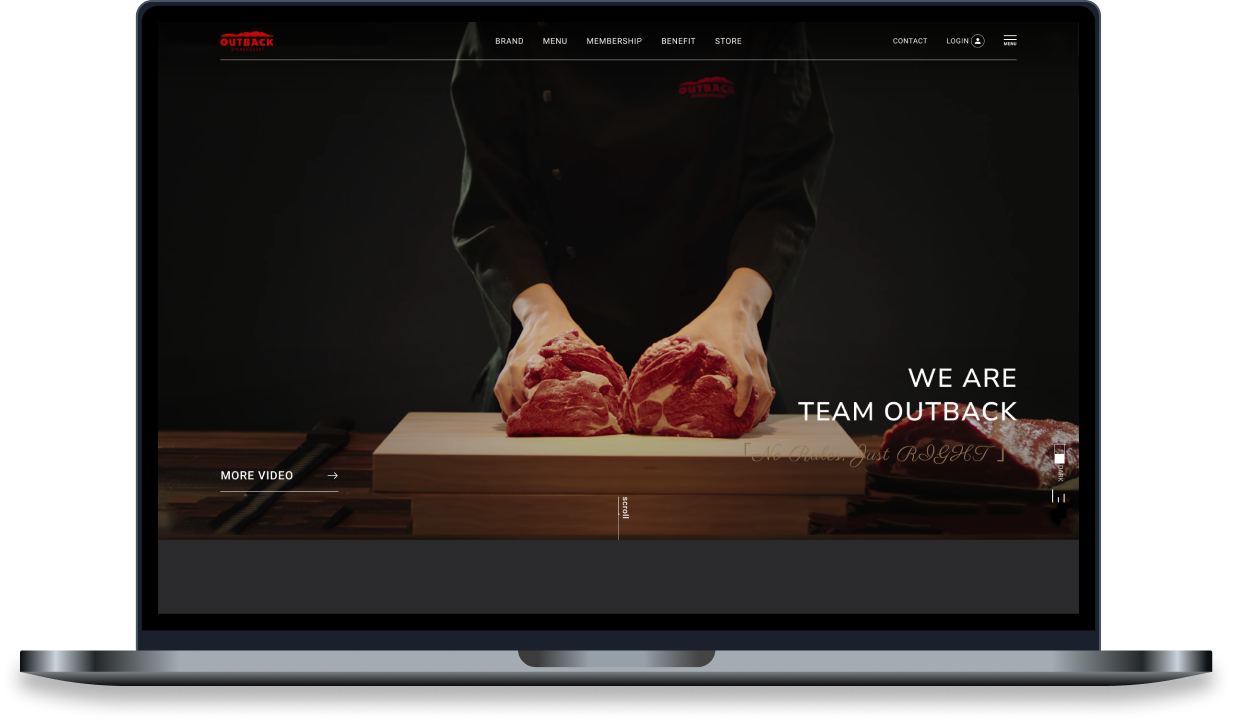 OUTBACK
BRAND MENU MEMBERSHIP BENEFIT STORE
CONTACT LOGIN MENU
OUTBACK
WE ARE
TEAM OUTBACK
「No Rules, Just RIGHT」
MORE VIDEO
scroll
DARK